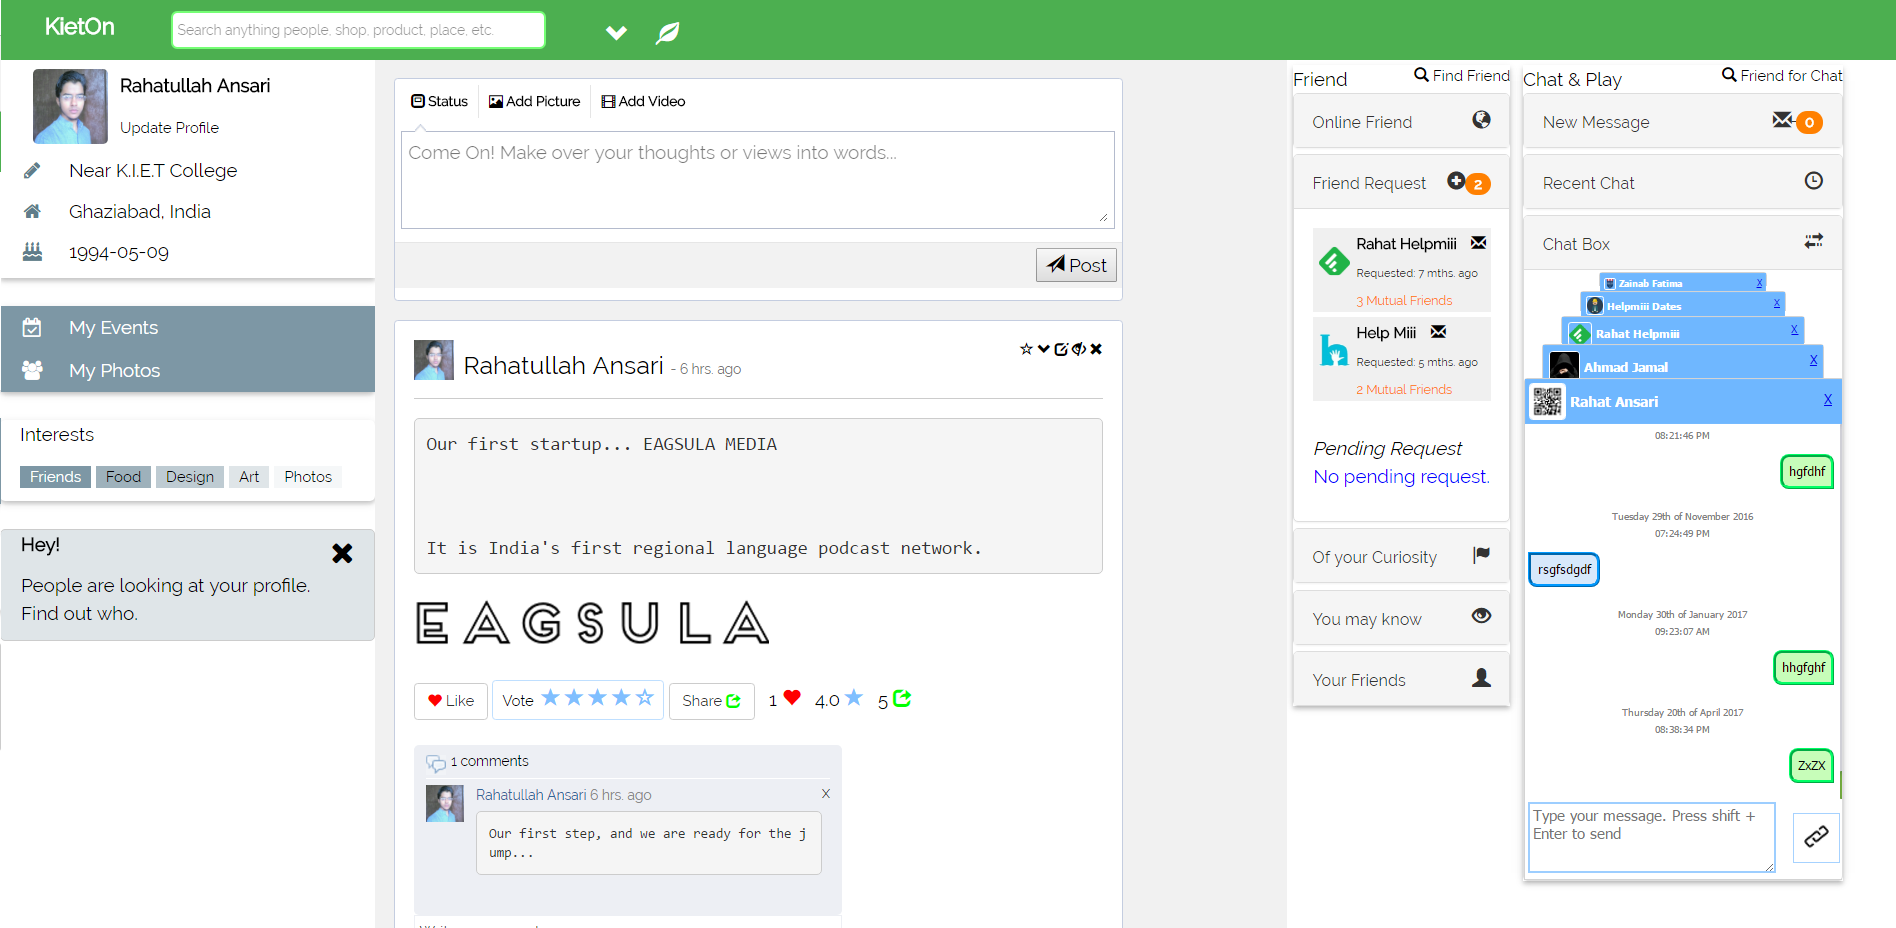 KietOn
Search anything people, shop, product, place, etc.
Rahatullah Ansari
Update Profile
Near K.I.E.T College
Ghaziabad, India
1994-05-09
My Events
My Photos
Interests
Friends Food Design Art Photos
Hey!
People are looking at your profile.
Find out who.
Status Add Picture Add Video
Come On! Make over your thoughts or views into words...
Post
Rahatullah Ansari - 6 hrs. ago
Our first startup... EAGSULA MEDIA
It is India's first regional language podcast network.
EAGSULA
Like Vote Share 1 4.0 5
1 comments
Rahatullah Ansari 6 hrs. ago X
Our first step, and we are ready for the j
ump...
Friend Find Friend
Online Friend
Friend Request 2
Rahat Helpmiii
Requested: 7 mths. ago
3 Mutual Friends
Help Miii
Requested: 5 mths. ago
2 Mutual Friends
Pending Request
No pending request.
Of your Curiosity
You may know
Your Friends
Chat & Play Friend for Chat
New Message 0
Recent Chat
Chat Box
Zainab Fatima X
Helpmiii Dates X
Rahat Helpmiii X
Ahmad Jamal X
Rahat Ansari X
08:21:46 PM
hgfdhf
Tuesday 29th of November 2016
07:24:49 PM
rsgfsdgdf
Monday 30th of January 2017
09:23:07 AM
hhgfghf
Thursday 20th of April 2017
08:38:34 PM
ZxZX
Type your message. Press shift +
Enter to send